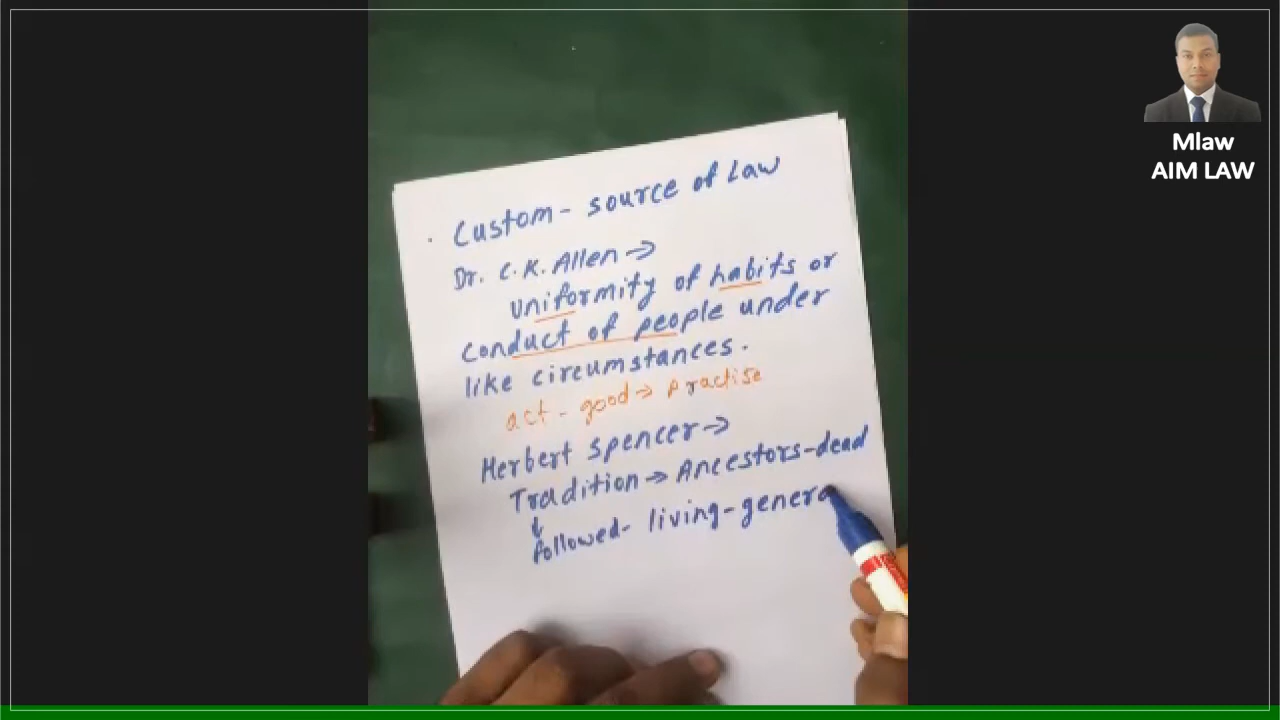 Custom - source of Law
Dr. C.K. Allen →
uniformity of habits or
conduct of people under
like circumstances.
act - good → practise
Herbert Spencer →
Tradition → Ancestors-dead
↓
followed- living-genera
Mlaw
AIM LAW